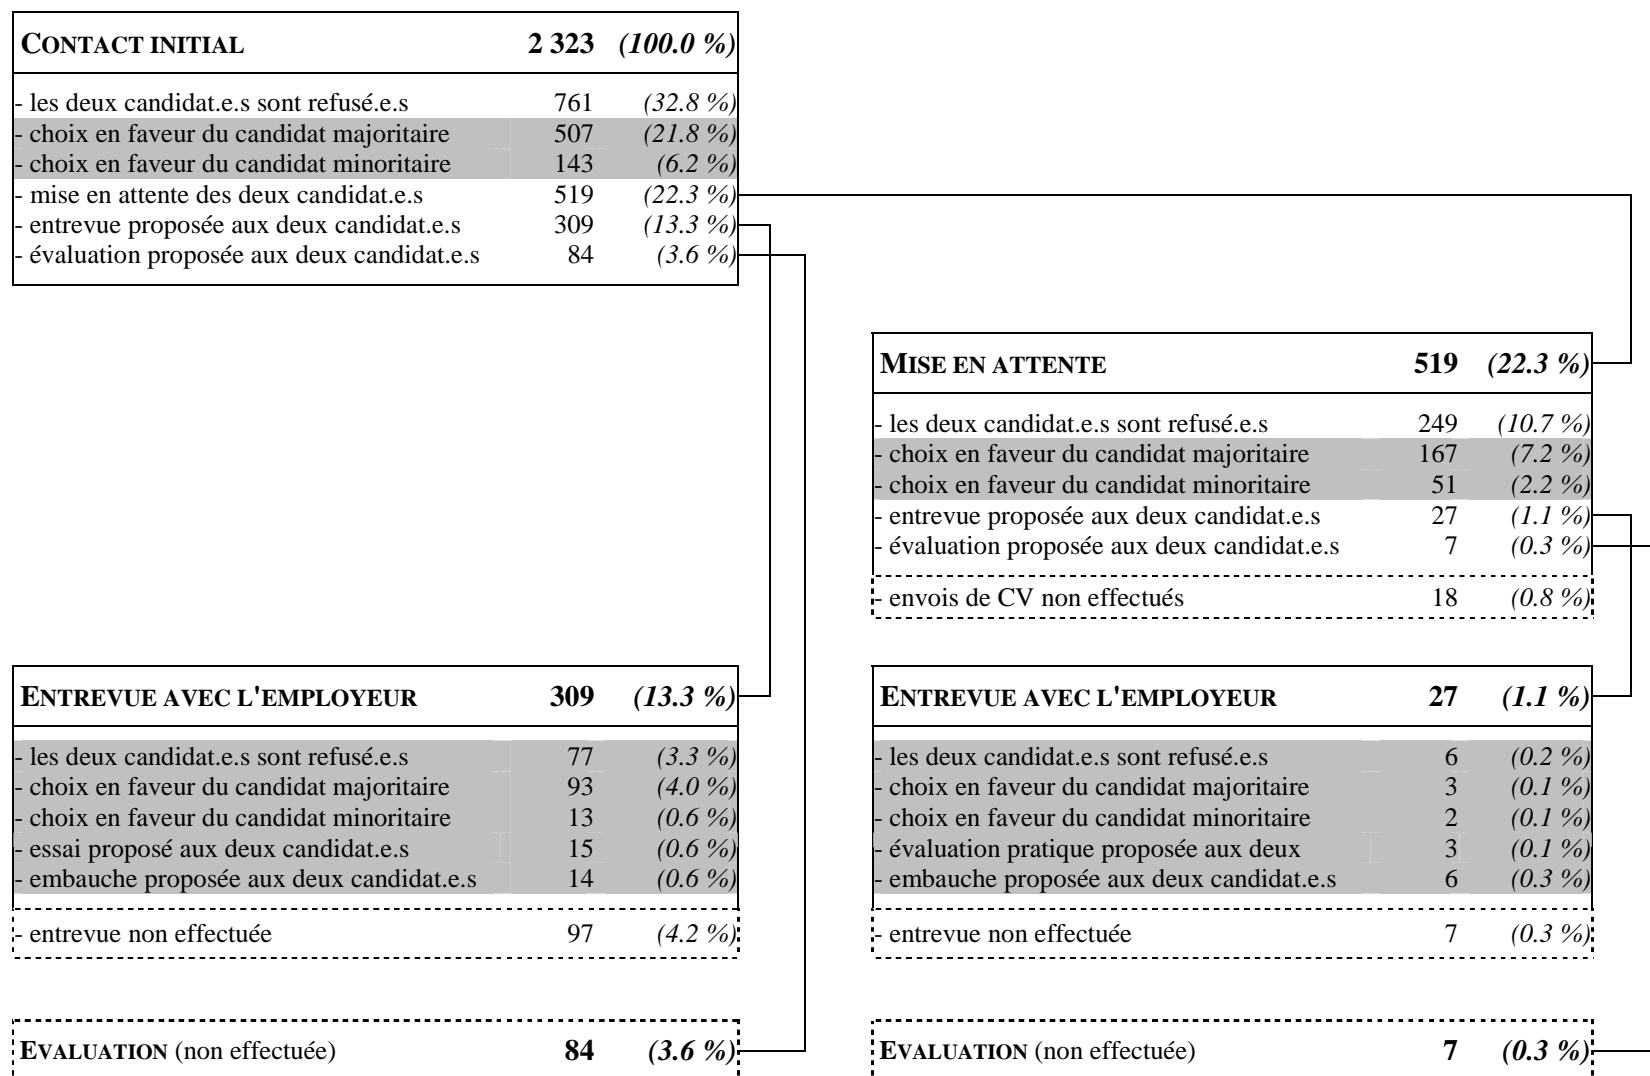 CONTACT INITIAL 2 323 (100.0 %)
- les deux candidat.e.s sont refusé.e.s 761 (32.8 %)
- choix en faveur du candidat majoritaire 507 (21.8 %)
- choix en faveur du candidat minoritaire 143 (6.2 %)
- mise en attente des deux candidat.e.s 519 (22.3 %)
- entrevue proposée aux deux candidat.e.s 309 (13.3 %)
- évaluation proposée aux deux candidat.e.s 84 (3.6 %)
MISE EN ATTENTE 519 (22.3 %)
- les deux candidat.e.s sont refusé.e.s 249 (10.7 %)
- choix en faveur du candidat majoritaire 167 (7.2 %)
- choix en faveur du candidat minoritaire 51 (2.2 %)
- entrevue proposée aux deux candidat.e.s 27 (1.1 %)
- évaluation proposée aux deux candidat.e.s 7 (0.3 %)
- envois de CV non effectués 18 (0.8 %)
ENTREVUE AVEC L'EMPLOYEUR 309 (13.3 %)
- les deux candidat.e.s sont refusé.e.s 77 (3.3 %)
- choix en faveur du candidat majoritaire 93 (4.0 %)
- choix en faveur du candidat minoritaire 13 (0.6 %)
- essai proposé aux deux candidat.e.s 15 (0.6 %)
- embauche proposée aux deux candidat.e.s 14 (0.6 %)
- entrevue non effectuée 97 (4.2 %)
ENTREVUE AVEC L'EMPLOYEUR 27 (1.1 %)
- les deux candidat.e.s sont refusé.e.s 6 (0.2 %)
- choix en faveur du candidat majoritaire 3 (0.1 %)
- choix en faveur du candidat minoritaire 2 (0.1 %)
- évaluation pratique proposée aux deux 3 (0.1 %)
- embauche proposée aux deux candidat.e.s 6 (0.3 %)
- entrevue non effectuée 7 (0.3 %)
EVALUATION (non effectuée) 84 (3.6 %)
EVALUATION (non effectuée) 7 (0.3 %)